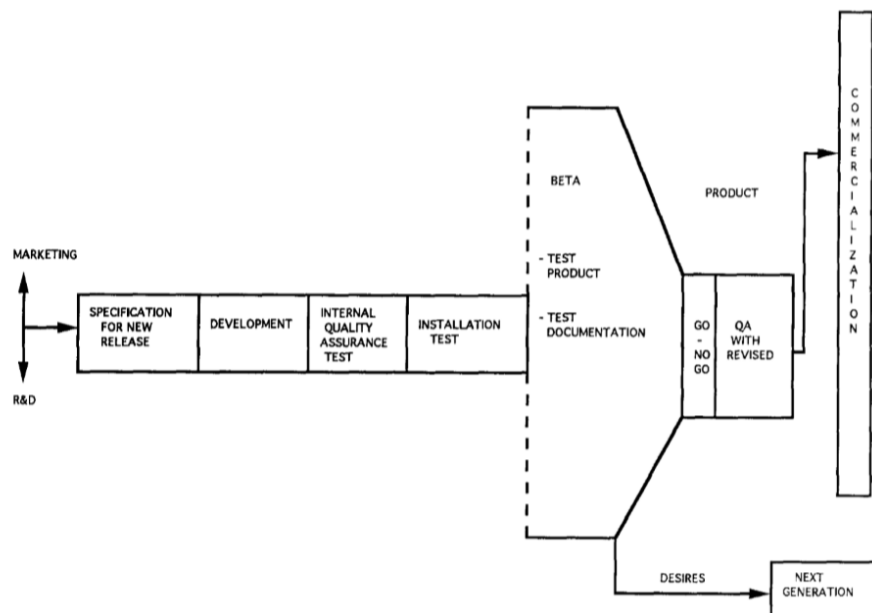 MARKETING
R&D
SPECIFICATION
FOR NEW
RELEASE
DEVELOPMENT
INTERNAL
QUALITY
ASSURANCE
TEST
INSTALLATION
TEST
BETA
- TEST
PRODUCT
- TEST
DOCUMENTATION
PRODUCT
GO
-
NO
GO
QA
WITH
REVISED
COMMERCIALIZATION
DESIRES
NEXT
GENERATION